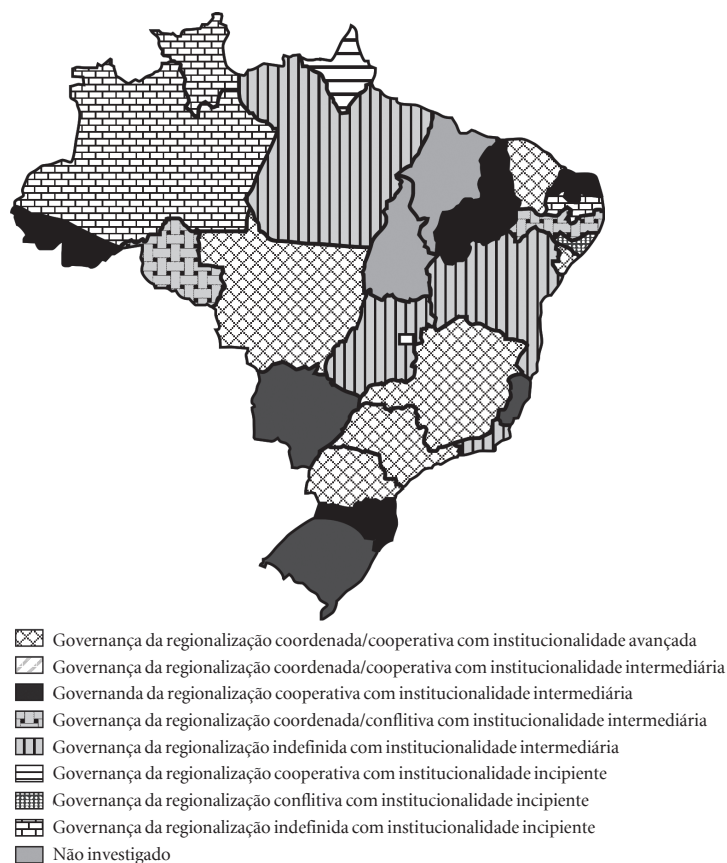 Governança da regionalização coordenada/cooperativa com institucionalidade avançada
Governança da regionalização coordenada/cooperativa com institucionalidade intermediária
Governanda da regionalização cooperativa com institucionalidade intermediária
Governança da regionalização coordenada/conflitiva com institucionalidade intermediária
Governança da regionalização indefinida com institucionalidade intermediária
Governança da regionalização cooperativa com institucionalidade incipiente
Governança da regionalização conflitiva com institucionalidade incipiente
Governança da regionalização indefinida com institucionalidade incipiente
Não investigado